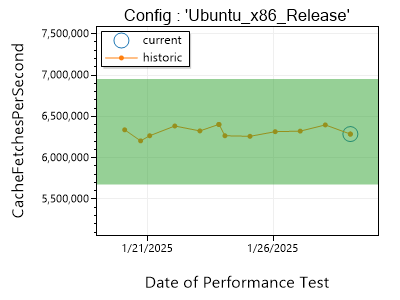 Config : 'Ubuntu_x86_Release'
current
historic
CacheFetchesPerSecond
7,500,000
7,000,000
6,500,000
6,000,000
5,500,000
1/21/2025
1/26/2025
Date of Performance Test